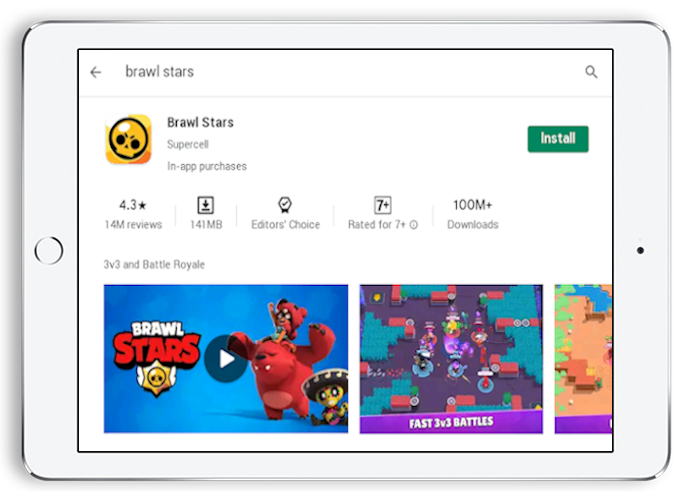 brawl stars
Brawl Stars
Supercell
In-app purchases
Install
4.3★
14M reviews
141MB
Editors' Choice
7+
Rated for 7+
100M+
Downloads
3v3 and Battle Royale
BRAWL
STARS
FAST 3v3 BATTLES